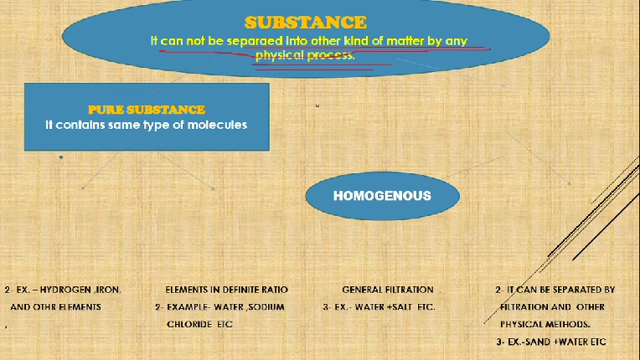 SUBSTANCE
It can not be separaed into other kind of matter by any
physical process.
PURE SUBSTANCE
It contains same type of molecules
HOMOGENOUS
2- EX. – HYDROGEN ,IRON,
AND OTHR ELEMENTS
,
ELEMENTS IN DEFINITE RATIO
2- EXAMPLE- WATER ,SODIUM
CHLORIDE ETC
GENERAL FILTRATION
3- EX.- WATER +SALT ETC.
2- IT CAN BE SEPARATED BY
FILTRATION AND OTHER
PHYSICAL METHODS.
3- EX.-SAND +WATER ETC